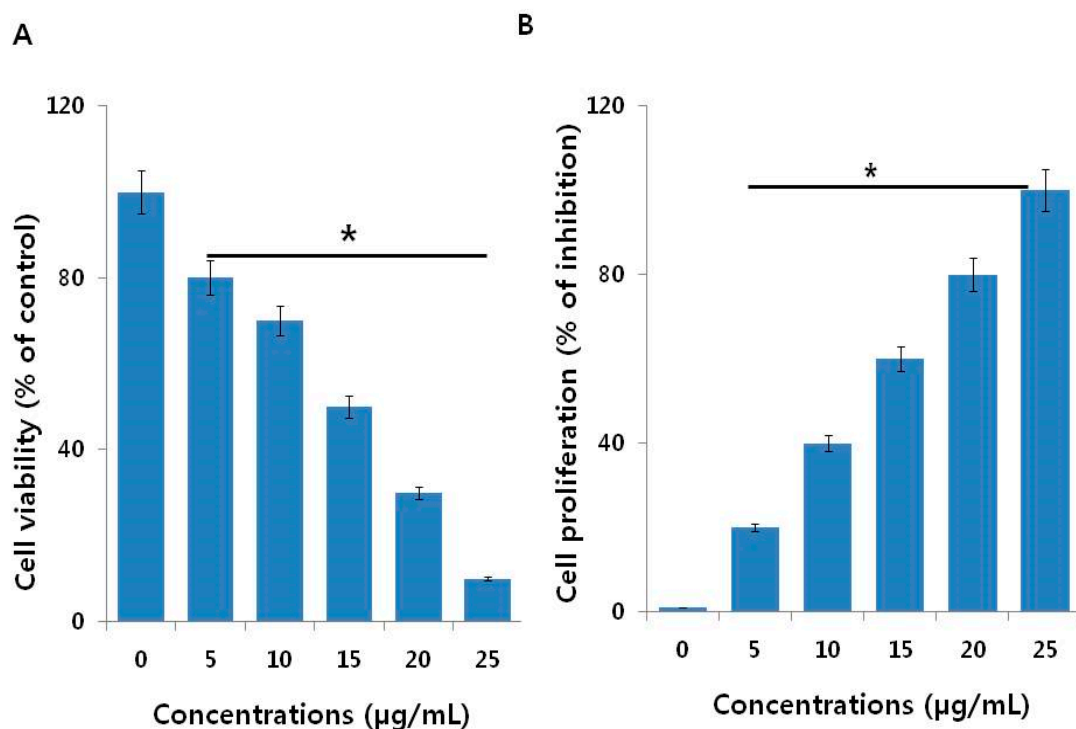 A
Cell viability (% of control)
120
80
40
0
*
0 5 10 15 20 25
Concentrations (µg/mL)
B
Cell proliferation (% of inhibition)
120
80
40
0
*
0 5 10 15 20 25
Concentrations (µg/mL)